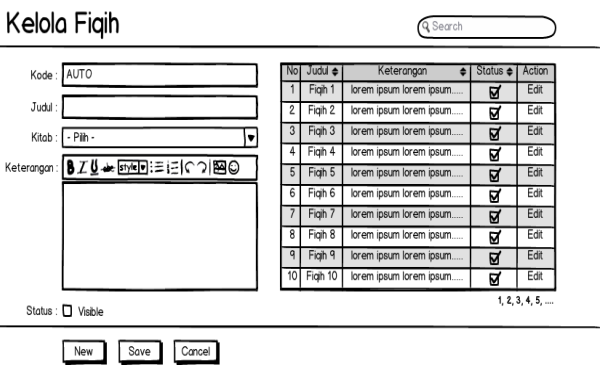 Kelola Fiqih
Search
Kode : AUTO
Judul :
Kitab : - Pilih -
Keterangan : B I U abc style
Status : Visible
No Judul Keterangan Status Action
1 Fiqih 1 lorem ipsum lorem ipsum..... Edit
2 Fiqih 2 lorem ipsum lorem ipsum..... Edit
3 Fiqih 3 lorem ipsum lorem ipsum..... Edit
4 Fiqih 4 lorem ipsum lorem ipsum..... Edit
5 Fiqih 5 lorem ipsum lorem ipsum..... Edit
6 Fiqih 6 lorem ipsum lorem ipsum..... Edit
7 Fiqih 7 lorem ipsum lorem ipsum..... Edit
8 Fiqih 8 lorem ipsum lorem ipsum..... Edit
9 Fiqih 9 lorem ipsum lorem ipsum..... Edit
10 Fiqih 10 lorem ipsum lorem ipsum..... Edit
1, 2, 3, 4, 5, ....
New Save Cancel